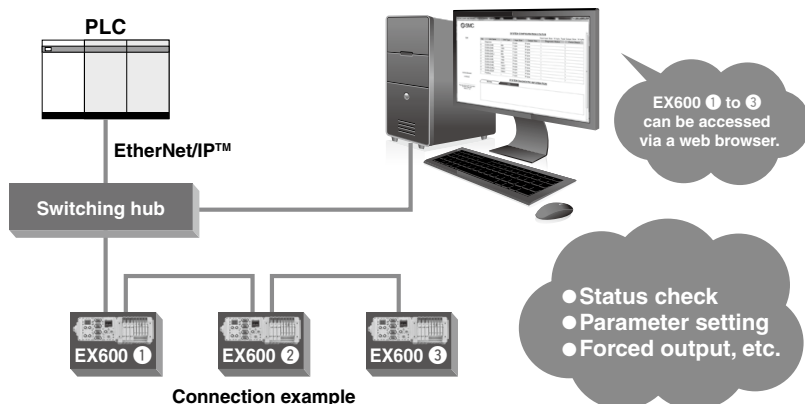 PLC
SMC
EX600 ❶ to ❸
can be accessed
via a web browser.
EtherNet/IP™
Switching hub
●Status check
●Parameter setting
●Forced output, etc.
EX600 ❶
EX600 ❷
EX600 ❸
Connection example